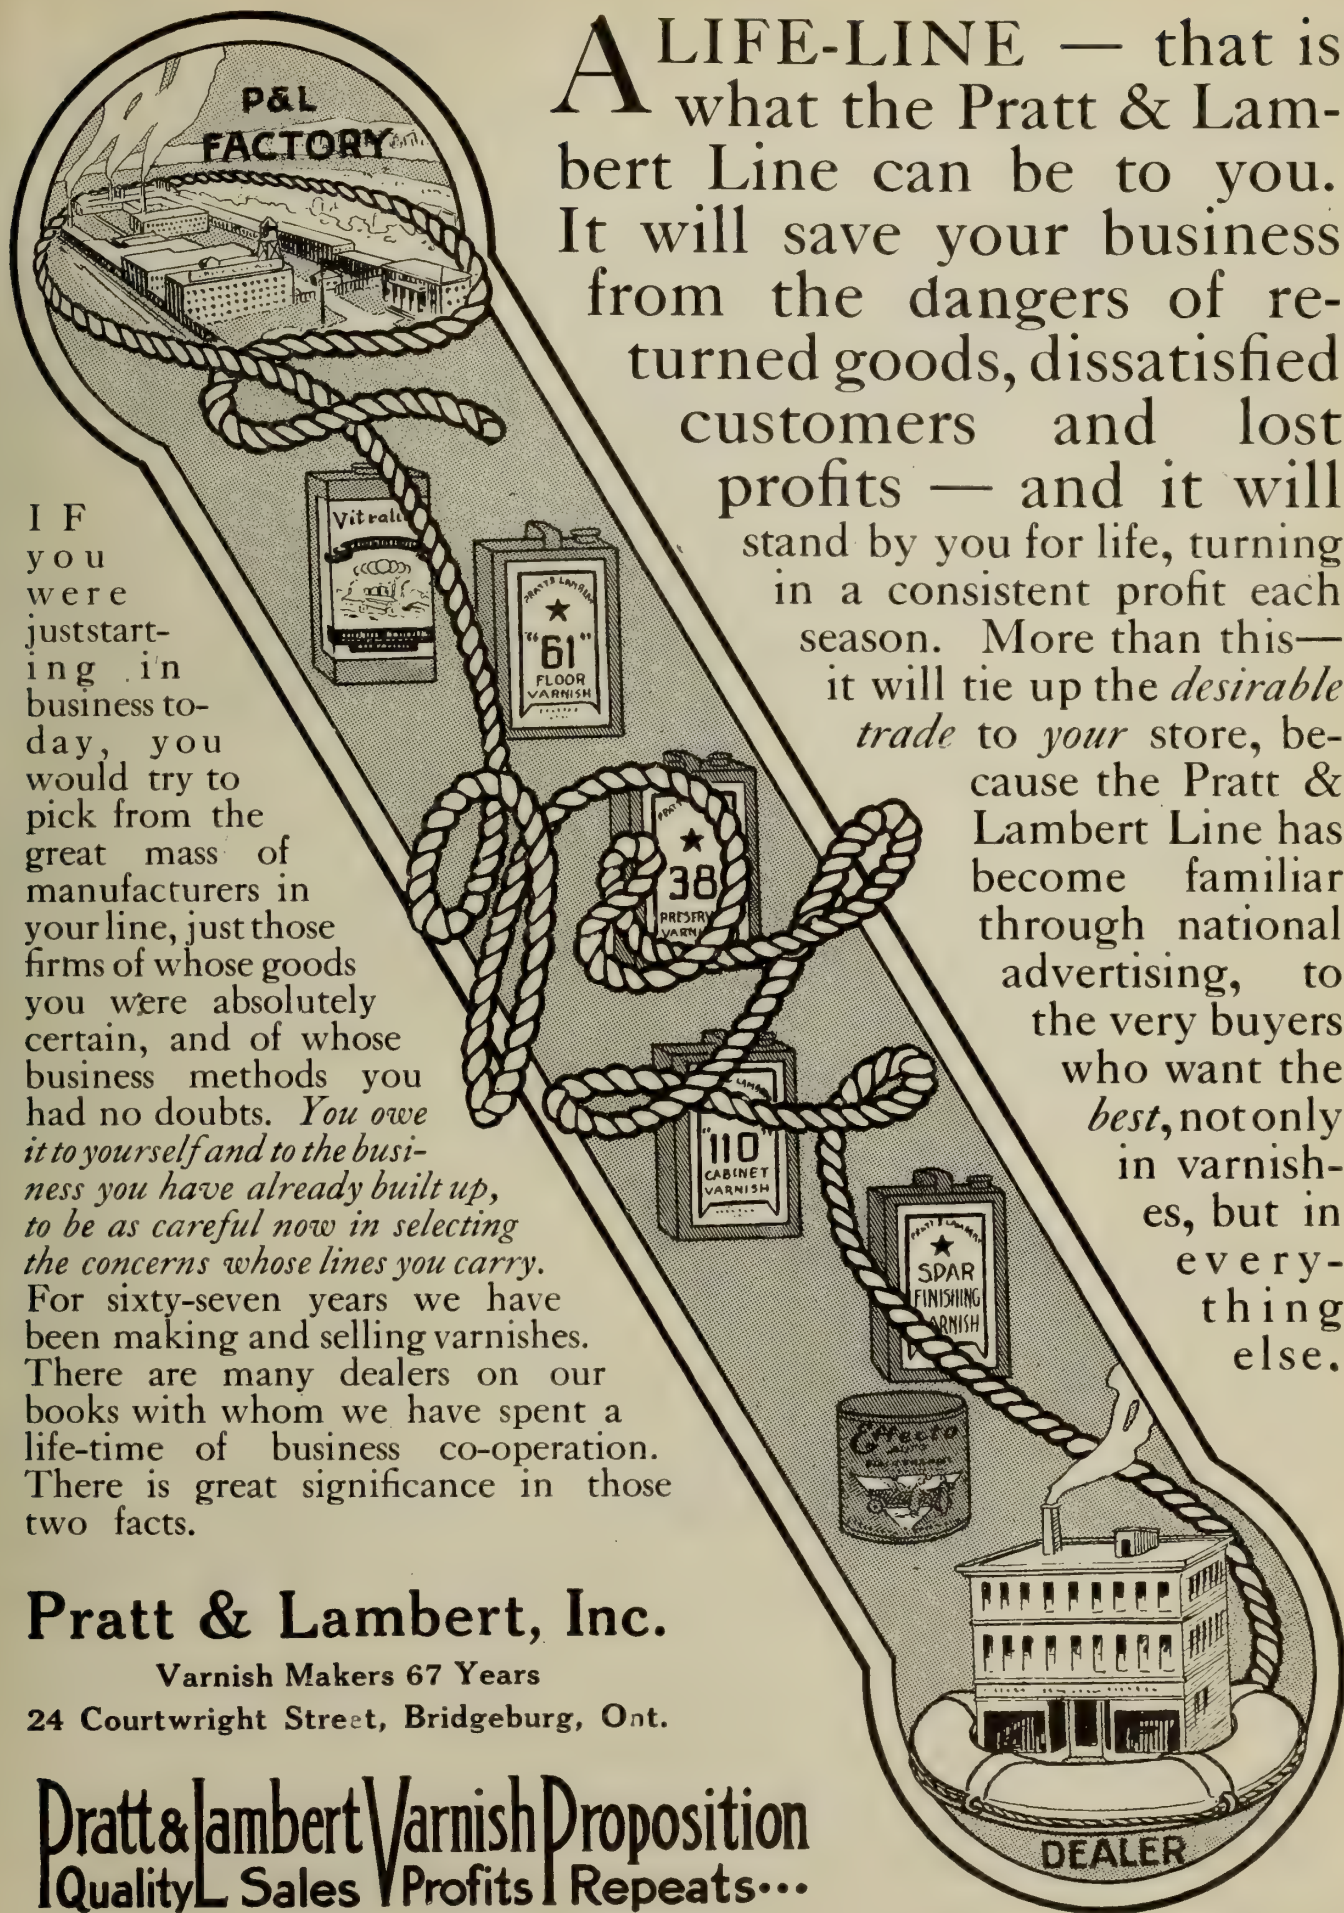 A LIFE-LINE — that is
what the Pratt & Lam-
bert Line can be to you.
It will save your business
from the dangers of re-
turned goods, dissatisfied
customers and lost
profits — and it will
stand by you for life, turning
in a consistent profit each
season. More than this—
it will tie up the desirable
trade to your store, be-
cause the Pratt &
Lambert Line has
become familiar
through national
advertising, to
the very buyers
who want the
best, not only
in varnish-
es, but in
every-
thing
else.
P&L
FACTORY
PRATT & LAMBERT
"61"
FLOOR
VARNISH
38
110"
CABINET
VARNISH
PRATT & LAMBERT
SPAR
FINISHING
Effecto
AUTO
DEALER
IF
you
were
just start-
ing in
business to-
day, you
would try to
pick from the
great mass of
manufacturers in
your line, just those
firms of whose goods
you were absolutely
certain, and of whose
business methods you
had no doubts. You owe
it to yourself and to the busi-
ness you have already built up,
to be as careful now in selecting
the concerns whose lines you carry.
For sixty-seven years we have
been making and selling varnishes.
There are many dealers on our
books with whom we have spent a
life-time of business co-operation.
There is great significance in those
two facts.
Pratt & Lambert, Inc.
Varnish Makers 67 Years
24 Courtwright Street, Bridgeburg, Ont.
Pratt & Lambert Varnish Proposition
Quality Sales Profits Repeats...